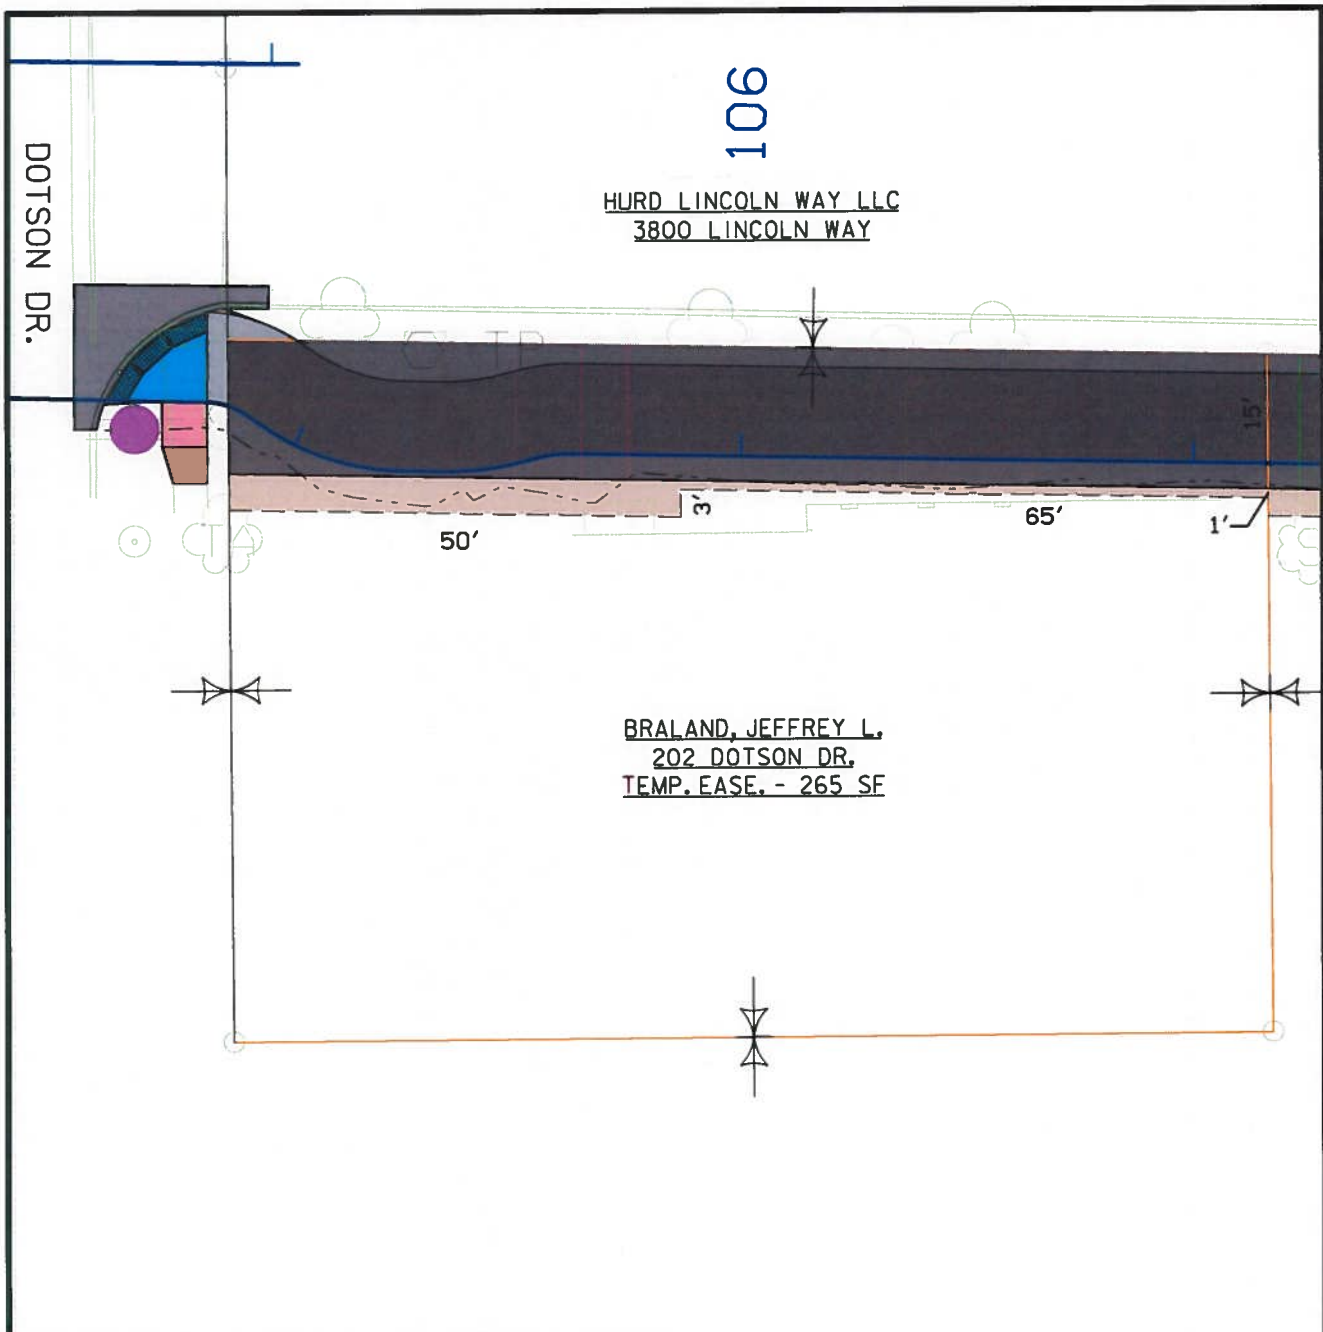 106
HURD LINCOLN WAY LLC
3800 LINCOLN WAY
DOTSON DR.
TP
15'
50'
3'
65'
1'
BRALAND, JEFFREY L.
202 DOTSON DR.
TEMP. EASE. - 265 SF